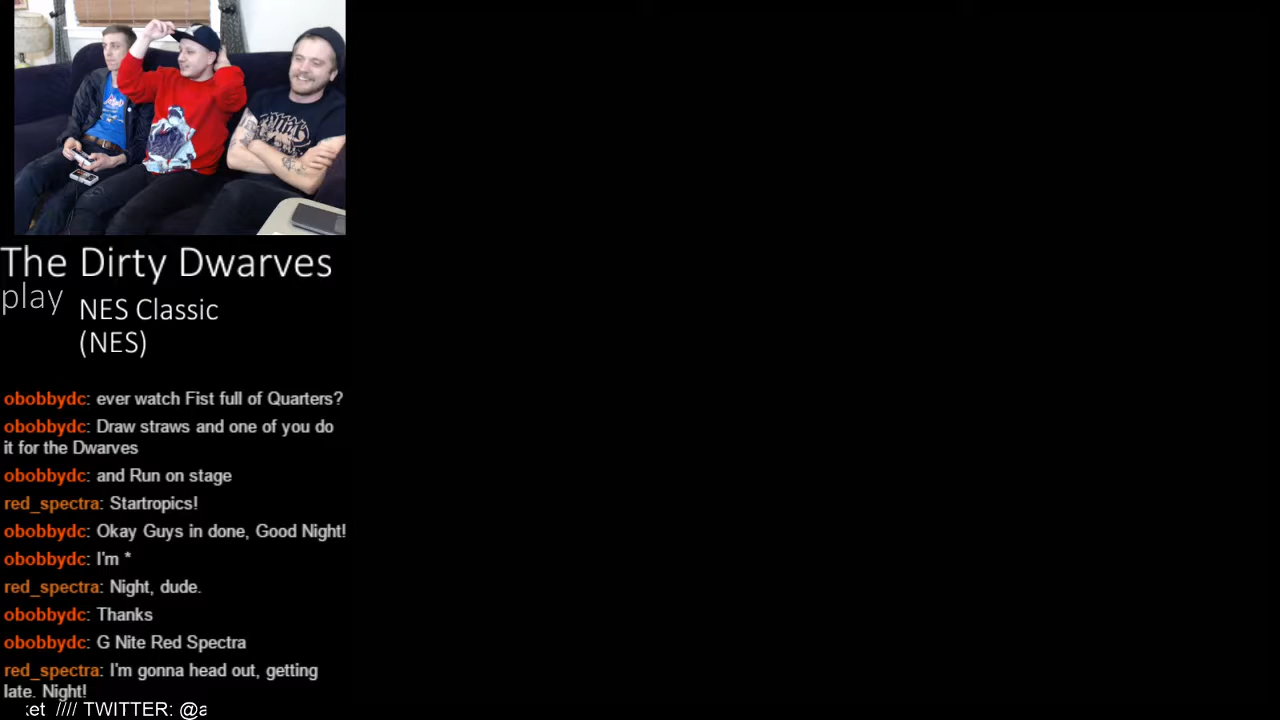 The Dirty Dwarves
play
NES Classic
(NES)
obobbydc: ever watch Fist full of Quarters?
obobbydc: Draw straws and one of you do
it for the Dwarves
obobbydc: and Run on stage
red_spectra: Startropics!
obobbydc: Okay Guys in done, Good Night!
obobbydc: I'm *
red_spectra: Night, dude.
obobbydc: Thanks
obobbydc: G Nite Red Spectra
red_spectra: I'm gonna head out, getting
late. Night!
//// TWITTER: @a